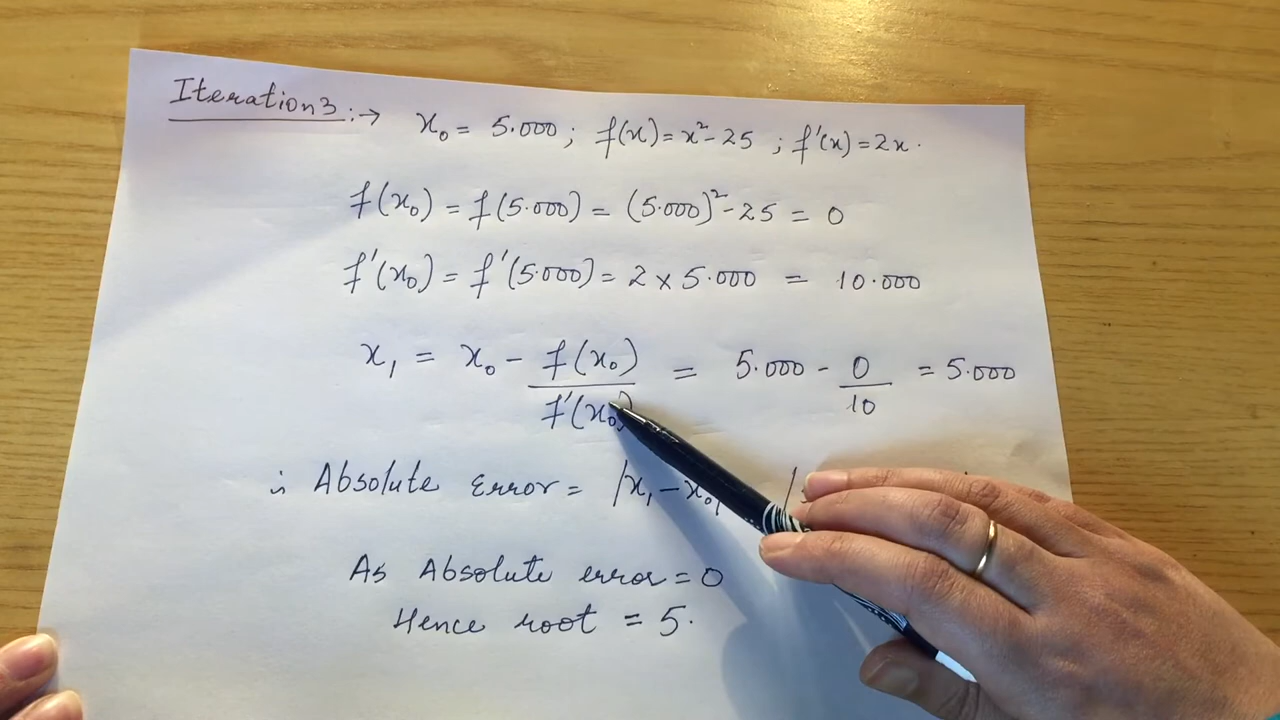 Iteration 3:→ x₀ = 5.000 ; f(x) = x² - 25 ; f'(x) = 2x.
f(x₀) = f(5.000) = (5.000)² - 25 = 0
f'(x₀) = f'(5.000) = 2 × 5.000 = 10.000
x₁ = x₀ - f(x₀) / f'(x₀) = 5.000 - 0/10 = 5.000
∴ Absolute Error = |x₁ - x₀|
As Absolute error = 0
Hence root = 5.